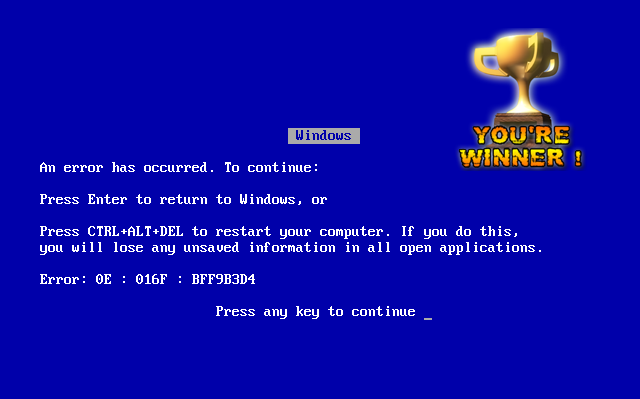 YOU'RE
WINNER !
Windows
An error has occurred. To continue:
Press Enter to return to Windows, or
Press CTRL+ALT+DEL to restart your computer. If you do this,
you will lose any unsaved information in all open applications.
Error: 0E : 016F : BFF9B3D4
Press any key to continue _